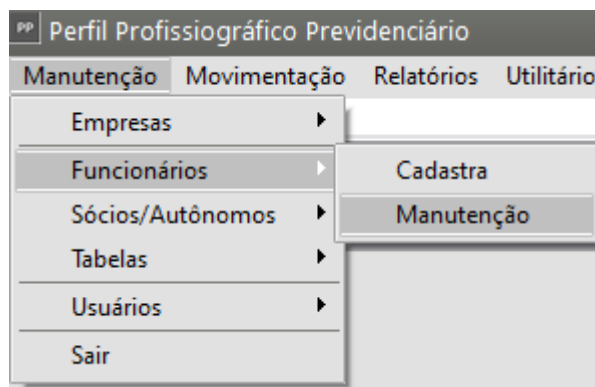 PP Perfil Profissiográfico Previdenciário
Manutenção Movimentação Relatórios Utilitário
Empresas
Funcionários
Cadastra
Sócios/Autônomos
Manutenção
Tabelas
Usuários
Sair